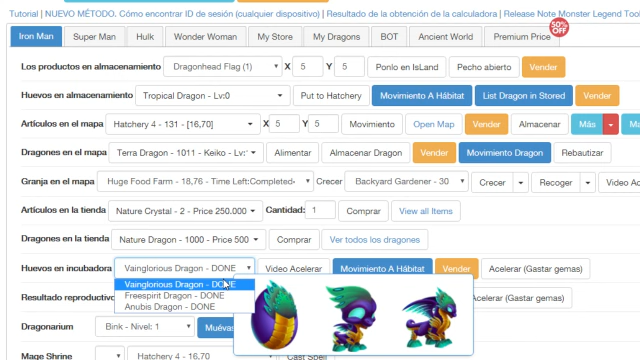 Tutorial | NUEVO MÉTODO. Cómo encontrar ID de sesión (cualquier dispositivo) | Resultado de la obtención de la calculadora | Release Note Monster Legend Tool
Iron Man Super Man Hulk Wonder Woman My Store My Dragons BOT Ancient World Premium Price 50% OFF
Los productos en almacenamiento Dragonhead Flag (1) X 5 Y 5 Ponlo en IsLand Pecho abierto Vender
Huevos en almacenamiento Tropical Dragon - Lv:0 Put to Hatchery Movimiento A Hábitat List Dragon in Stored Vender
Artículos en el mapa Hatchery 4 - 131 - [16,70] X 5 Y 5 Movimiento Open Map Vender Almacenar Más Ma
Dragones en el mapa Terra Dragon - 1011 - Keiko - Lv: Alimentar Almacenar Dragon Vender Movimiento Dragon Rebautizar
Granja en el mapa Huge Food Farm - 18,76 - Time Left:Completed Crecer Backyard Gardener - 30 Crecer Recoger Video Ace
Artículos en la tienda Nature Crystal - 2 - Price 250.000 Cantidad: 1 Comprar View all Items
Dragones en la tienda Nature Dragon - 1000 - Price 500 Comprar Ver todos los dragones
Huevos en incubadora Vainglorious Dragon - DONE Video Acelerar Movimiento A Hábitat Vender Acelerar (Gastar gemas)
Vainglorious Dragon - DONE
Freespint Dragon - DONE
Resultado reproductivo Acelerar (Gastar gemas)
Anubis Dragon - DONE
Dragonarium Bink - Nivel: 1 Muévas
Mage Shrine Hatchery 4 - 16,70 Cast Spell